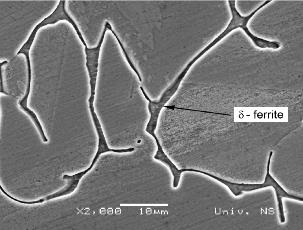 δ - ferrite
X2,000 10µm Univ. NS